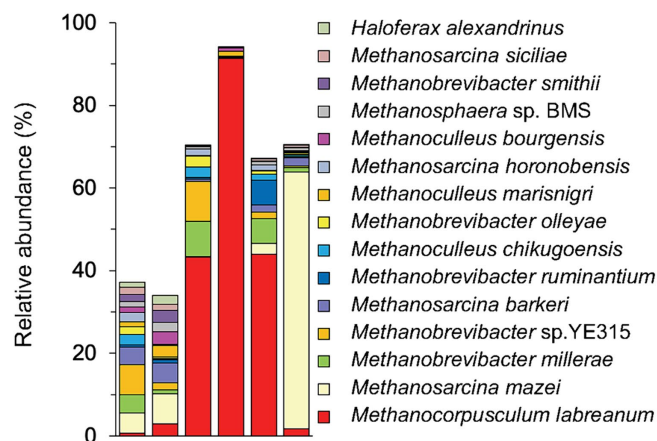 Relative abundance (%)
100
80
60
40
20
0
Haloferax alexandrinus
Methanosarcina siciliae
Methanobrevibacter smithii
Methanosphaera sp. BMS
Methanoculleus bourgensis
Methanosarcina horonobensis
Methanoculleus marisnigri
Methanobrevibacter olleyae
Methanoculleus chikugoensis
Methanobrevibacter ruminantium
Methanosarcina barkeri
Methanobrevibacter sp.YE315
Methanobrevibacter millerae
Methanosarcina mazei
Methanocorpusculum labreanum